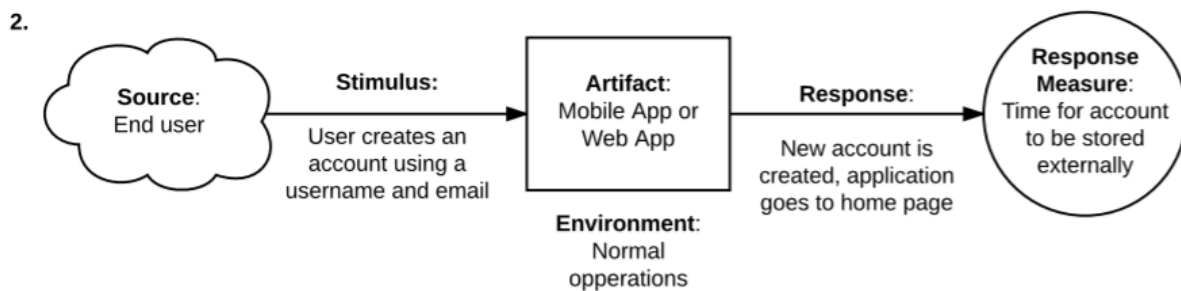 2.
Source:
End user
Stimulus:
User creates an
account using a
username and email
Artifact:
Mobile App or
Web App
Environment:
Normal
opperations
Response:
New account is
created, application
goes to home page
Response
Measure:
Time for account
to be stored
externally